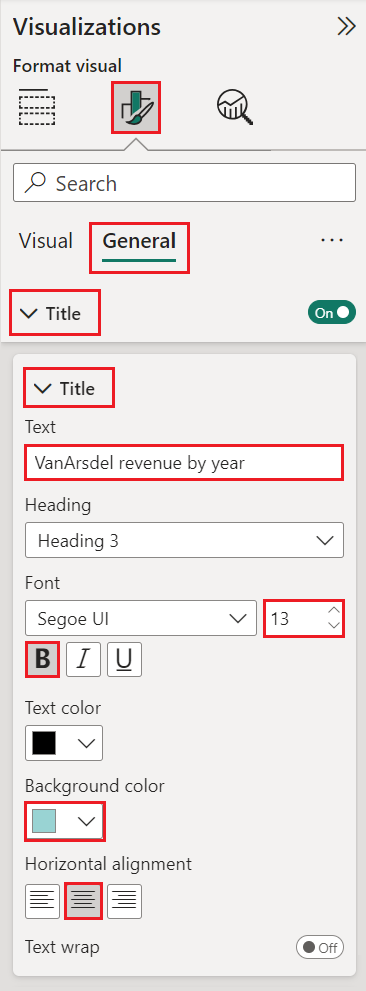 Visualizations
Format visual
Search
Visual General ...
Title On
Title
Text
VanArsdel revenue by year
Heading
Heading 3
Font
Segoe UI 13
B I U
Text color
Background color
Horizontal alignment
Text wrap Off